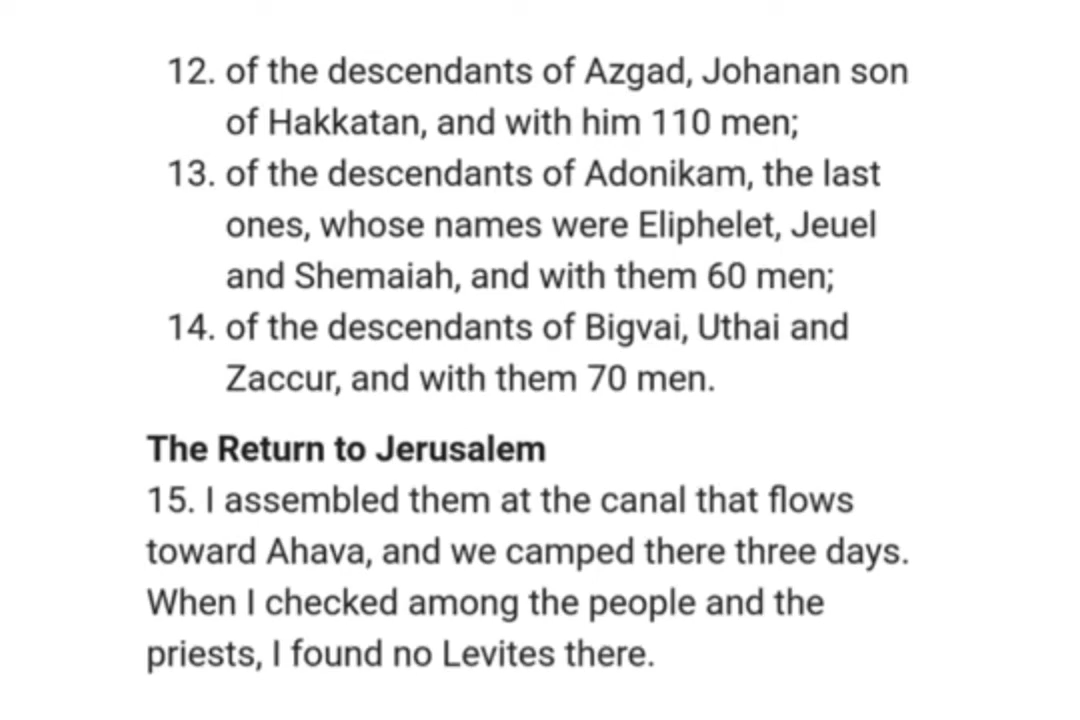 12. of the descendants of Azgad, Johanan son
of Hakkatan, and with him 110 men;
13. of the descendants of Adonikam, the last
ones, whose names were Eliphelet, Jeuel
and Shemaiah, and with them 60 men;
14. of the descendants of Bigvai, Uthai and
Zaccur, and with them 70 men.
The Return to Jerusalem
15. I assembled them at the canal that flows
toward Ahava, and we camped there three days.
When I checked among the people and the
priests, I found no Levites there.